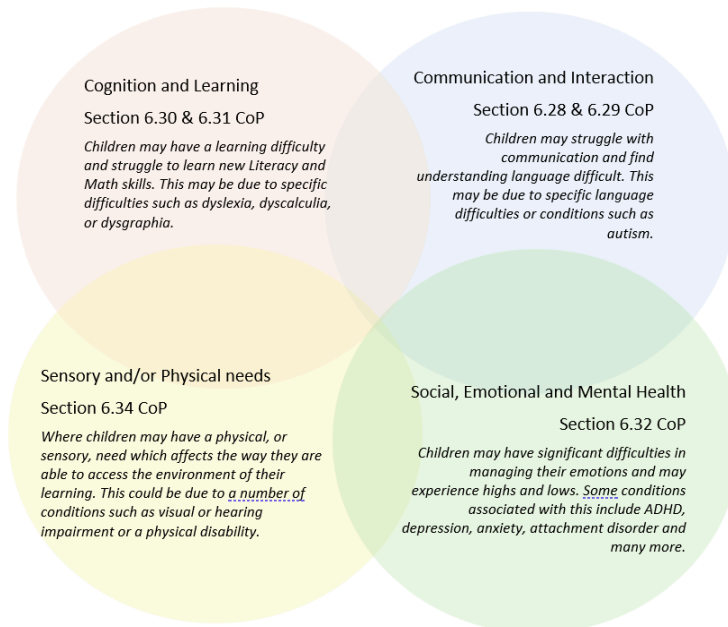 Cognition and Learning
Section 6.30 & 6.31 CoP
Children may have a learning difficulty
and struggle to learn new Literacy and
Math skills. This may be due to specific
difficulties such as dyslexia, dyscalculia,
or dysgraphia.
Communication and Interaction
Section 6.28 & 6.29 CoP
Children may struggle with
communication and find
understanding language difficult. This
may be due to specific language
difficulties or conditions such as
autism.
Sensory and/or Physical needs
Section 6.34 CoP
Where children may have a physical, or
sensory, need which affects the way they are
able to access the environment of their
learning. This could be due to a number of
conditions such as visual or hearing
impairment or a physical disability.
Social, Emotional and Mental Health
Section 6.32 CoP
Children may have significant difficulties in
managing their emotions and may
experience highs and lows. Some conditions
associated with this include ADHD,
depression, anxiety, attachment disorder and
many more.